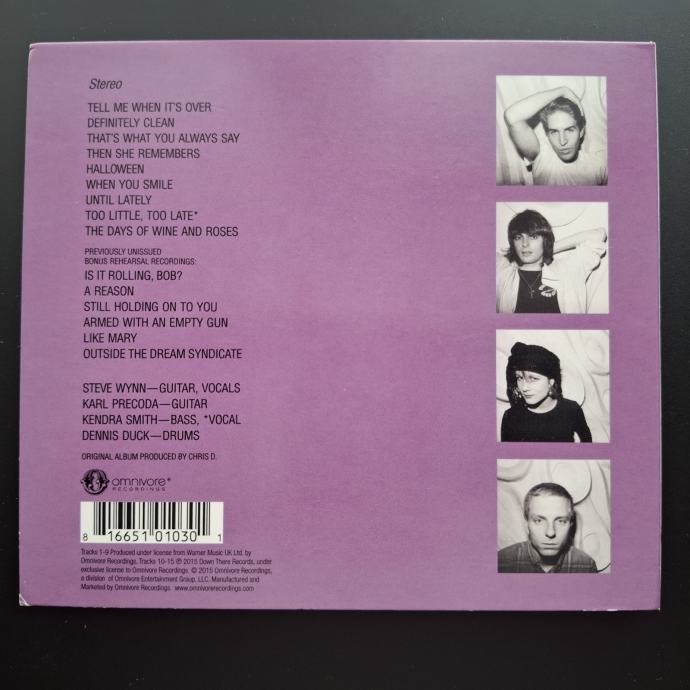 Stereo
TELL ME WHEN IT'S OVER
DEFINITELY CLEAN
THAT'S WHAT YOU ALWAYS SAY
THEN SHE REMEMBERS
HALLOWEEN
WHEN YOU SMILE
UNTIL LATELY
TOO LITTLE, TOO LATE*
THE DAYS OF WINE AND ROSES
PREVIOUSLY UNISSUED
BONUS REHEARSAL RECORDINGS:
IS IT ROLLING, BOB?
A REASON
STILL HOLDING ON TO YOU
ARMED WITH AN EMPTY GUN
LIKE MARY
OUTSIDE THE DREAM SYNDICATE
STEVE WYNN—GUITAR, VOCALS
KARL PRECODA—GUITAR
KENDRA SMITH—BASS, *VOCAL
DENNIS DUCK—DRUMS
ORIGINAL ALBUM PRODUCED BY CHRIS D.
omnivore
RECORDINGS
8 16651 01030 1
Tracks 1-9 Produced under license from Warner Music UK Ltd. by
Omnivore Recordings. Tracks 10-15 ℗ 2015 Down There Records, under
exclusive license to Omnivore Recordings. © 2015 Omnivore Recordings,
a division of Omnivore Entertainment Group, LLC. Manufactured and
Marketed by Omnivore Recordings. www.omnivorerecordings.com